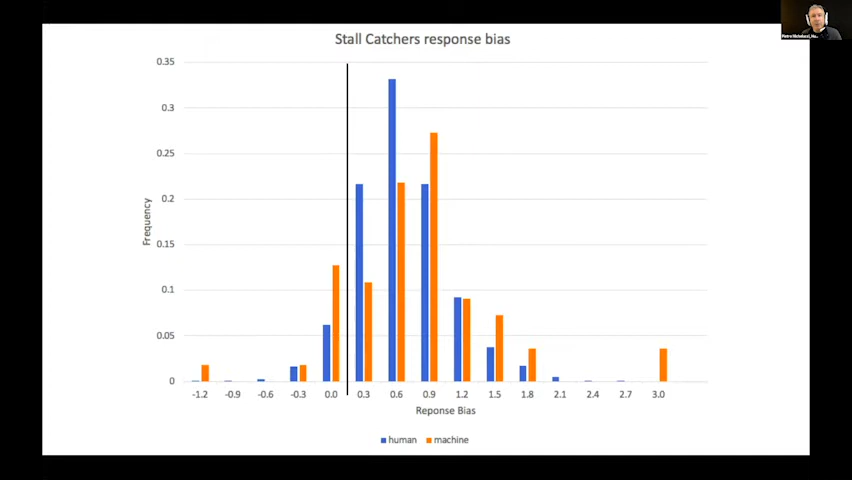 Stall Catchers response bias
0.35
0.3
0.25
0.2
0.15
0.1
0.05
0
Frequency
-1.2 -0.9 -0.6 -0.3 0.0 0.3 0.6 0.9 1.2 1.5 1.8 2.1 2.4 2.7 3.0
Reponse Bias
human machine